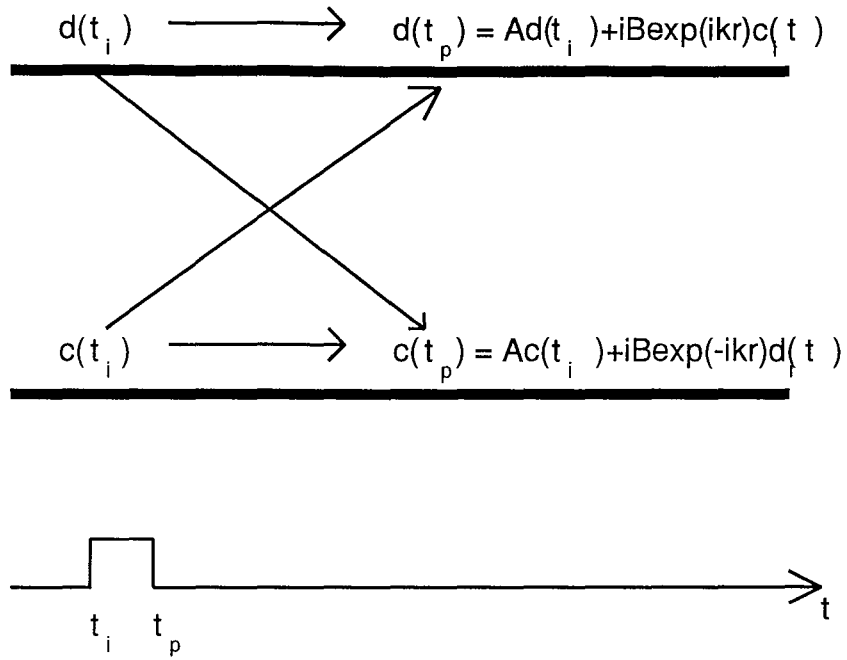 d(t_i) d(t_p) = Ad(t_i)+iBexp(ikr)c(t_i)
c(t_i) c(t_p) = Ac(t_i)+iBexp(-ikr)d(t_i)
t
t_i t_p